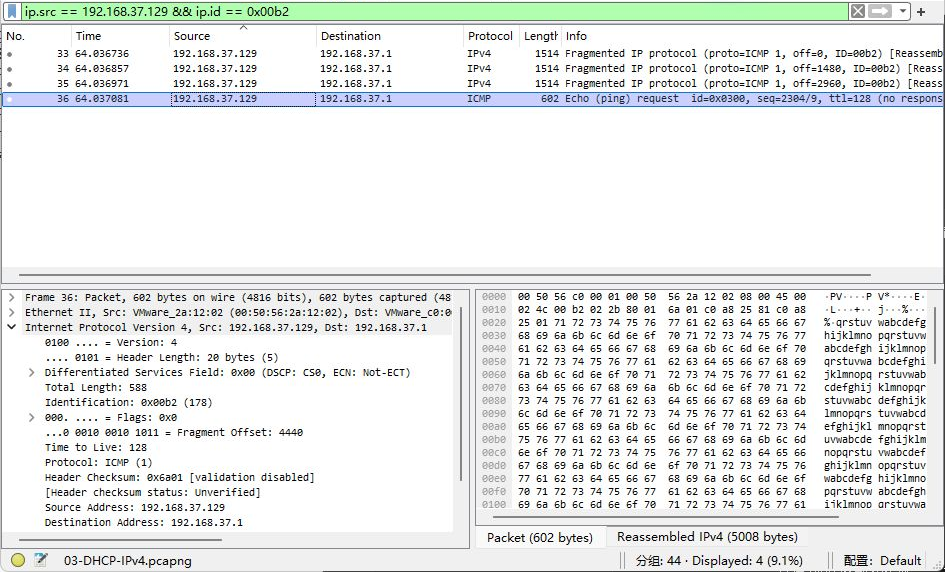 ip.src == 192.168.37.129 && ip.id == 0x00b2
No. Time Source Destination Protocol Length Info
33 64.036736 192.168.37.129 192.168.37.1 IPv4 1514 Fragmented IP protocol (proto=ICMP 1, off=0, ID=00b2) [Reassemb
34 64.036857 192.168.37.129 192.168.37.1 IPv4 1514 Fragmented IP protocol (proto=ICMP 1, off=1480, ID=00b2) [Reass
35 64.036971 192.168.37.129 192.168.37.1 IPv4 1514 Fragmented IP protocol (proto=ICMP 1, off=2960, ID=00b2) [Reass
36 64.037081 192.168.37.129 192.168.37.1 ICMP 602 Echo (ping) request id=0x0300, seq=2304/9, ttl=128 (no respons
Frame 36: Packet, 602 bytes on wire (4816 bits), 602 bytes captured (48
Ethernet II, Src: VMware_2a:12:02 (00:50:56:2a:12:02), Dst: VMware_c0:0
Internet Protocol Version 4, Src: 192.168.37.129, Dst: 192.168.37.1
0100 .... = Version: 4
.... 0101 = Header Length: 20 bytes (5)
Differentiated Services Field: 0x00 (DSCP: CS0, ECN: Not-ECT)
Total Length: 588
Identification: 0x00b2 (178)
000. .... = Flags: 0x0
...0 0010 0010 1011 = Fragment Offset: 4440
Time to Live: 128
Protocol: ICMP (1)
Header Checksum: 0x6a01 [validation disabled]
[Header checksum status: Unverified]
Source Address: 192.168.37.129
Destination Address: 192.168.37.1
0000 00 50 56 c0 00 01 00 50 56 2a 12 02 08 00 45 00 ·PV····P V*····E·
0010 02 4c 00 b2 02 2b 80 01 6a 01 c0 a8 25 81 c0 a8 ·L···+·· j···%···
0020 25 01 71 72 73 74 75 76 77 61 62 63 64 65 66 67 %·qrstuv wabcdefg
0030 68 69 6a 6b 6c 6d 6e 6f 70 71 72 73 74 75 76 77 hijklmno pqrstuvw
0040 61 62 63 64 65 66 67 68 69 6a 6b 6c 6d 6e 6f 70 abcdefgh ijklmnop
0050 71 72 73 74 75 76 77 61 62 63 64 65 66 67 68 69 qrstuvwa bcdefghi
0060 6a 6b 6c 6d 6e 6f 70 71 72 73 74 75 76 77 61 62 jklmnopq rstuvwab
0070 63 64 65 66 67 68 69 6a 6b 6c 6d 6e 6f 70 71 72 cdefghij klmnopqr
0080 73 74 75 76 77 61 62 63 64 65 66 67 68 69 6a 6b stuvwabc defghijk
0090 6c 6d 6e 6f 70 71 72 73 74 75 76 77 61 62 63 64 lmnopqrs tuvwabcd
00a0 65 66 67 68 69 6a 6b 6c 6d 6e 6f 70 71 72 73 74 efghijkl mnopqrst
00b0 75 76 77 61 62 63 64 65 66 67 68 69 6a 6b 6c 6d uvwabcde fghijklm
00c0 6e 6f 70 71 72 73 74 75 76 77 61 62 63 64 65 66 nopqrstu vwabcdef
00d0 67 68 69 6a 6b 6c 6d 6e 6f 70 71 72 73 74 75 76 ghijklmn opqrstuv
00e0 77 61 62 63 64 65 66 67 68 69 6a 6b 6c 6d 6e 6f wabcdefg hijklmno
00f0 70 71 72 73 74 75 76 77 61 62 63 64 65 66 67 68 pqrstuvw abcdefgh
0100 69 6a 6b 6c 6d 6e 6f 70 71 72 73 74 75 76 77 61 ijklmnop qrstuvwa
Packet (602 bytes) Reassembled IPv4 (5008 bytes)
03-DHCP-IPv4.pcapng 分组: 44 · Displayed: 4 (9.1%) 配置: Default